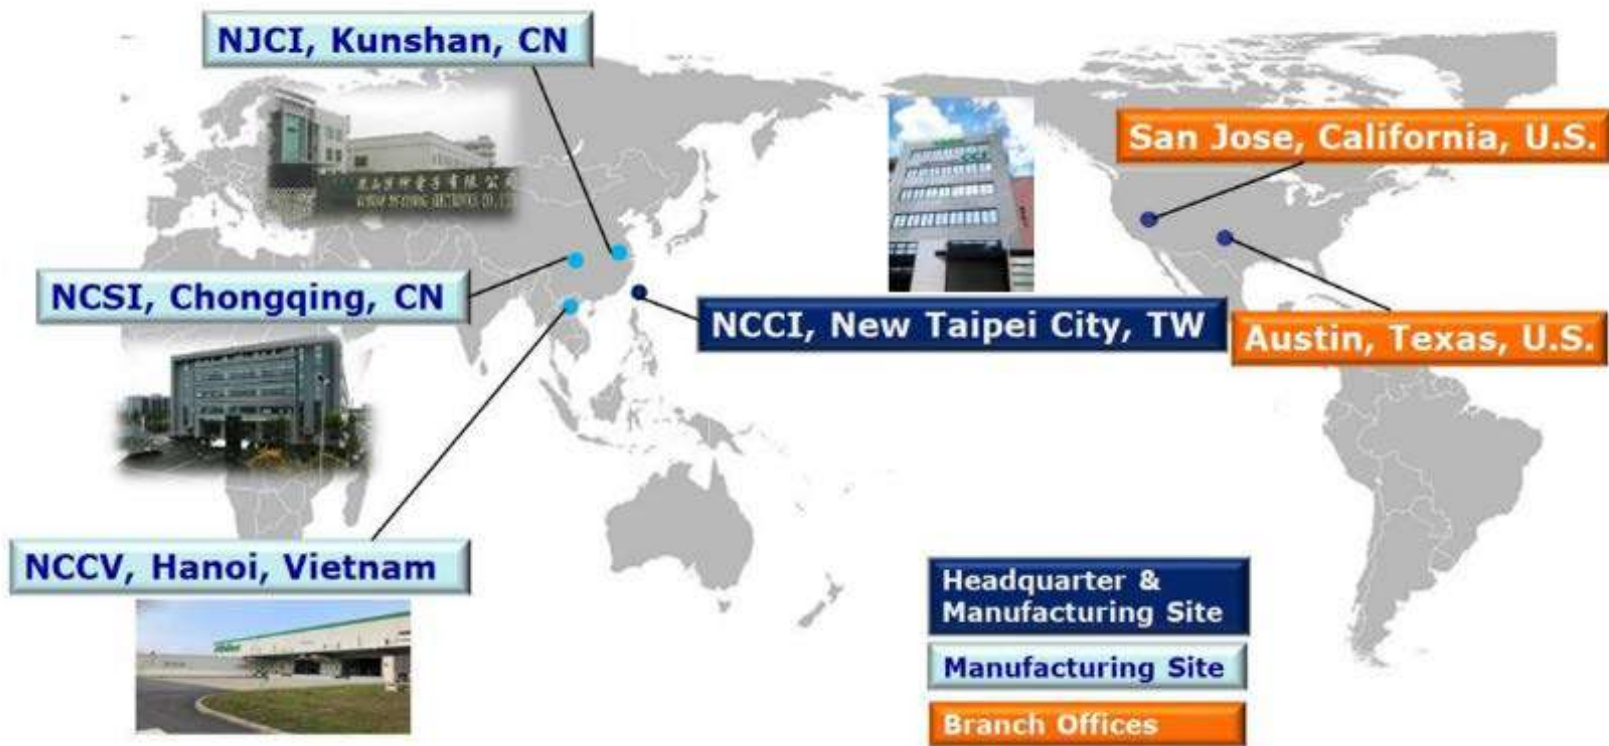 NJCI, Kunshan, CN
San Jose, California, U.S.
NCSI, Chongqing, CN
NCCI, New Taipei City, TW
Austin, Texas, U.S.
NCCV, Hanoi, Vietnam
Headquarter &
Manufacturing Site
Manufacturing Site
Branch Offices